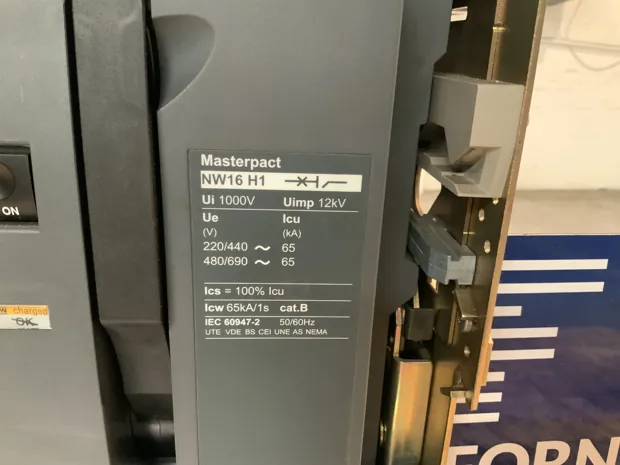 Masterpact
NW16 H1
Ui 1000V Uimp 12kV
Ue Icu
(V) (kA)
220/440 ~ 65
480/690 ~ 65
Ics = 100% Icu
Icw 65kA/1s cat.B
IEC 60947-2 50/60Hz
UTE VDE BS CEI UNE AS NEMA
ON
charged
OK